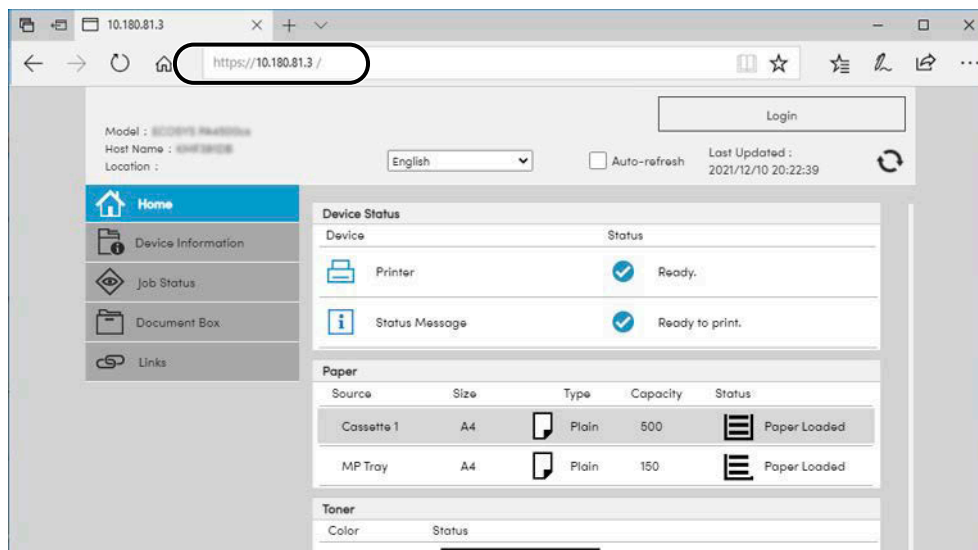 10.180.81.3
https://10.180.81.3 /
Login
Model :
Host Name :
Location :
English
Auto-refresh
Last Updated :
2021/12/10 20:22:39
Home
Device Information
Job Status
Document Box
Links
Device Status
Device Status
Printer Ready.
Status Message Ready to print.
Paper
Source Size Type Capacity Status
Cassette 1 A4 Plain 500 Paper Loaded
MP Tray A4 Plain 150 Paper Loaded
Toner
Color Status